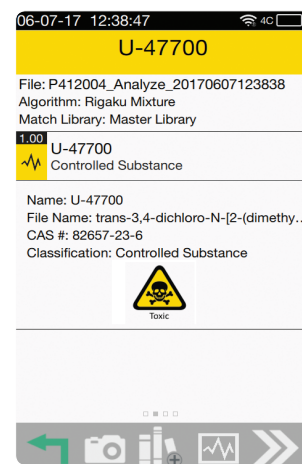 06-07-17 12:38:47 4C
U-47700
File: P412004_Analyze_20170607123838
Algorithm: Rigaku Mixture
Match Library: Master Library
1.00
U-47700
Controlled Substance
Name: U-47700
File Name: trans-3,4-dichloro-N-[2-(dimethy...
CAS #: 82657-23-6
Classification: Controlled Substance
Toxic